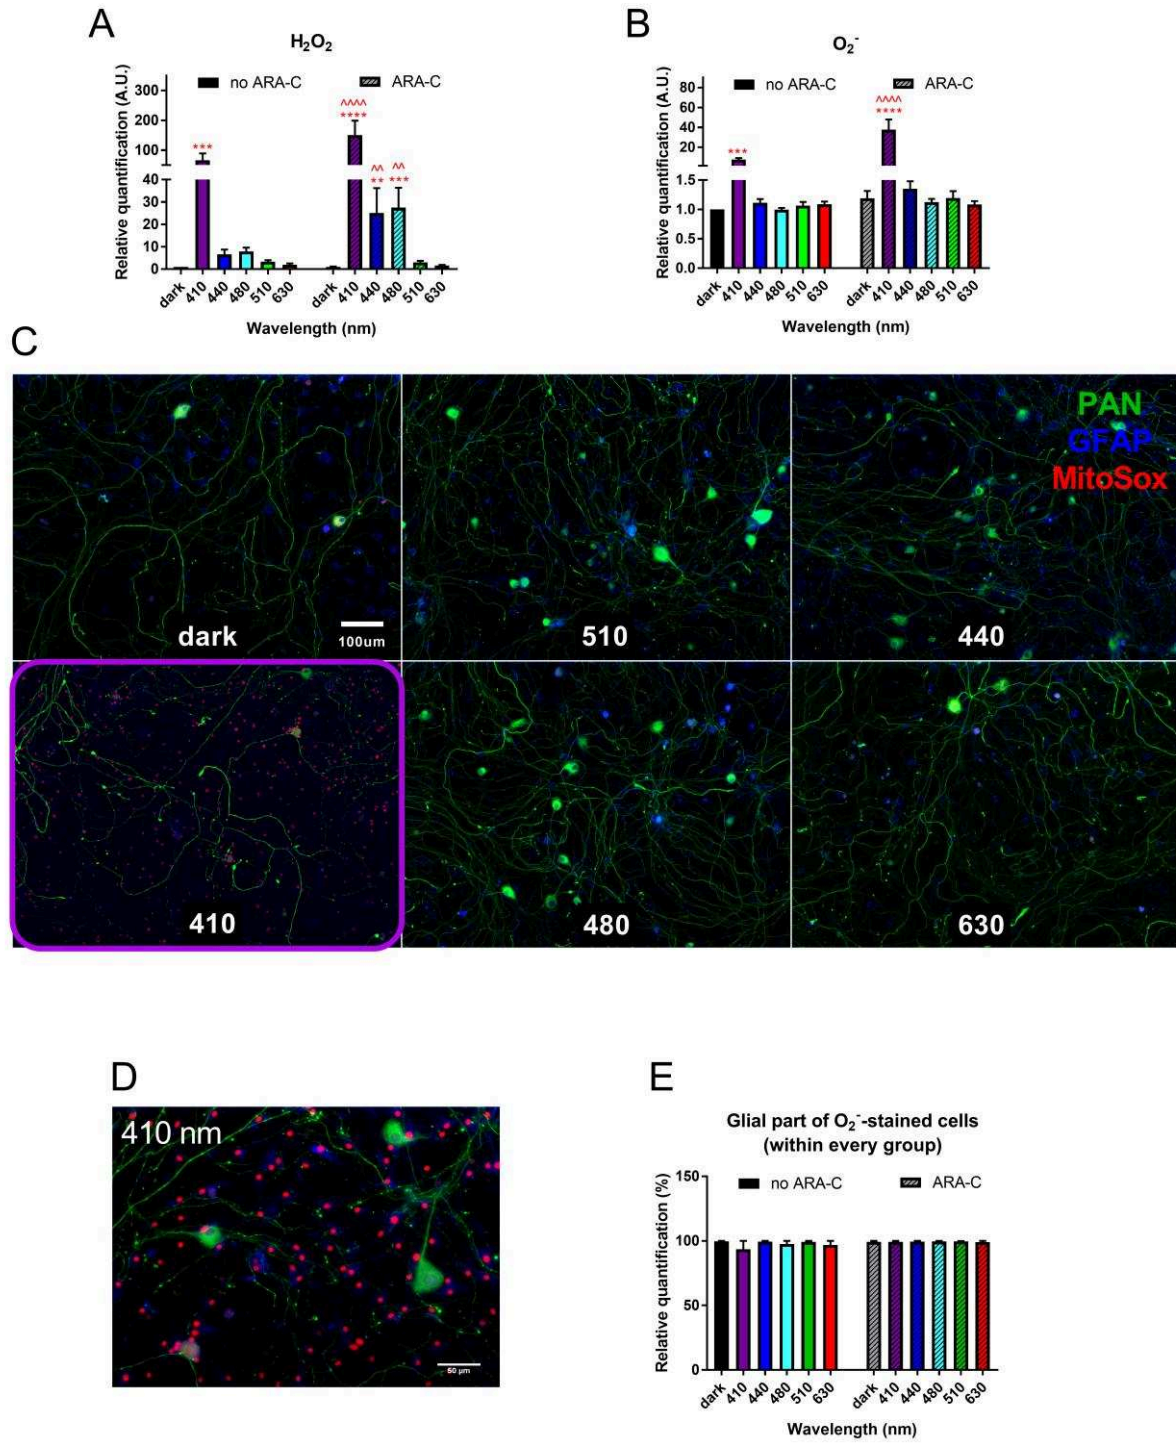 A
H₂O₂
no ARA-C
ARA-C
Relative quantification (A.U.)
300
200
100
40
30
20
10
0
***
^^^^
****
^^
**
^^
***
dark 410 440 480 510 630 dark 410 440 480 510 630
Wavelength (nm)
B
O₂⁻
no ARA-C
ARA-C
Relative quantification (A.U.)
80
60
40
20
1.5
1.0
0.5
0.0
***
^^^^
****
dark 410 440 480 510 630 dark 410 440 480 510 630
Wavelength (nm)
C
PAN
GFAP
MitoSox
dark
100um
510
440
410
480
630
D
410 nm
50 µm
E
Glial part of O₂⁻-stained cells
(within every group)
no ARA-C
ARA-C
Relative quantification (%)
150
100
50
0
dark 410 440 480 510 630 dark 410 440 480 510 630
Wavelength (nm)